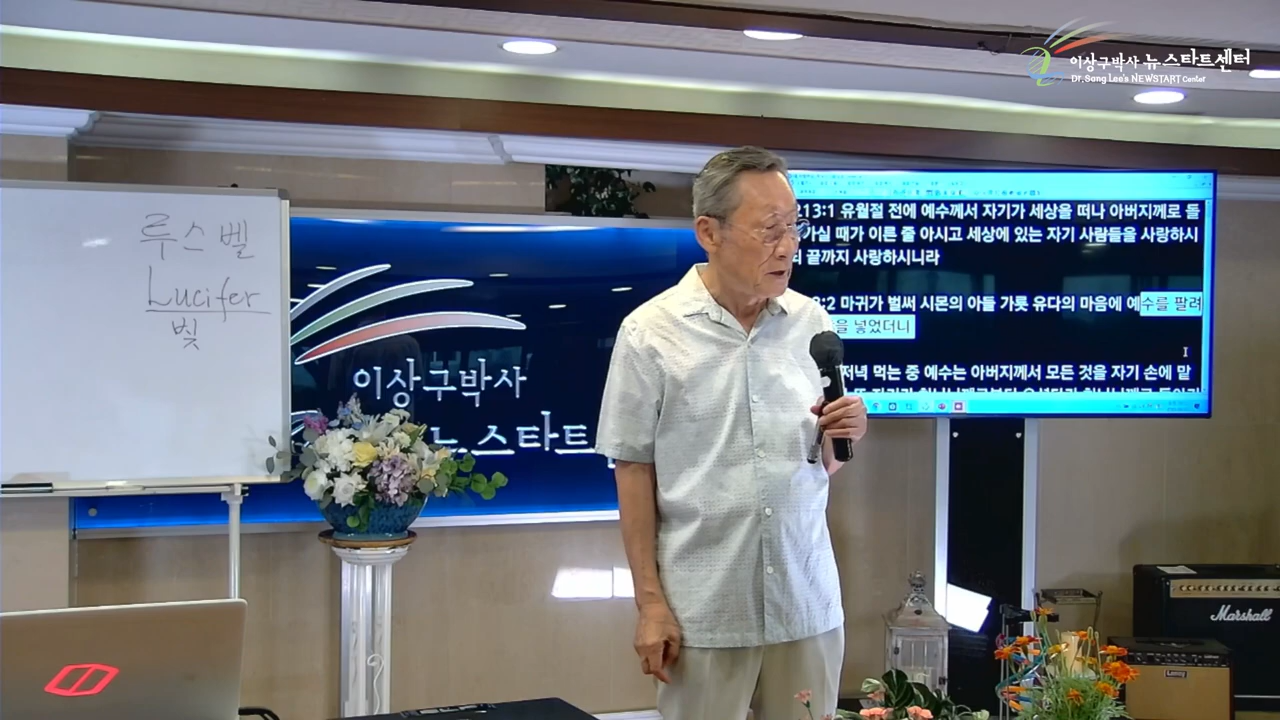 이상구박사 뉴스타트센터
Dr. Sang Lee's NEWSTART Center
루스벨
Lucifer
빛
이상구박사
뉴스타트
13:1 유월절 전에 예수께서 자기가 세상을 떠나 아버지께로 돌
가실 때가 이른 줄 아시고 세상에 있는 자기 사람들을 사랑하시
끝까지 사랑하시니라
:2 마귀가 벌써 시몬의 아들 가룟 유다의 마음에 예수를 팔려
을 넣었더니
저녁 먹는 중 예수는 아버지께서 모든 것을 자기 손에 맡
Marshall
Laney